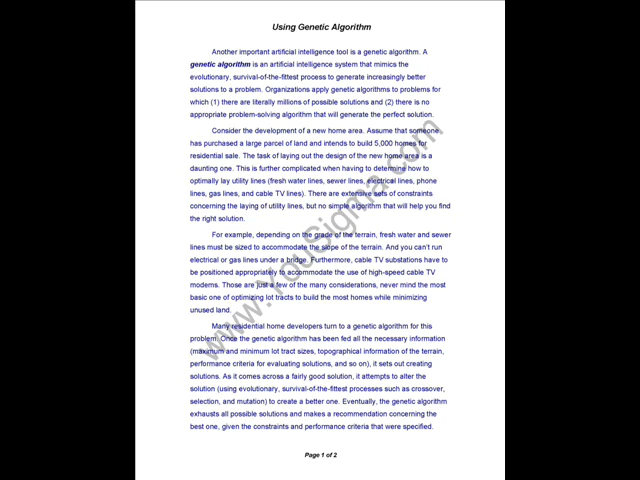 Using Genetic Algorithm
Another important artificial intelligence tool is a genetic algorithm. A
genetic algorithm is an artificial intelligence system that mimics the
evolutionary, survival-of-the-fittest process to generate increasingly better
solutions to a problem. Organizations apply genetic algorithms to problems for
which (1) there are literally millions of possible solutions and (2) there is no
appropriate problem-solving algorithm that will generate the perfect solution.
Consider the development of a new home area. Assume that someone
has purchased a large parcel of land and intends to build 5,000 homes for
residential sale. The task of laying out the design of the new home area is a
daunting one. This is further complicated when having to determine how to
optimally lay utility lines (fresh water lines, sewer lines, electrical lines, phone
lines, gas lines, and cable TV lines). There are extensive sets of constraints
concerning the laying of utility lines, but no simple algorithm that will help you find
the right solution.
For example, depending on the grade of the terrain, fresh water and sewer
lines must be sized to accommodate the slope of the terrain. And you can't run
electrical or gas lines under a bridge. Furthermore, cable TV substations have to
be positioned appropriately to accommodate the use of high-speed cable TV
modems. Those are just a few of the many considerations, never mind the most
basic one of optimizing lot tracts to build the most homes while minimizing
unused land.
Many residential home developers turn to a genetic algorithm for this
problem. Once the genetic algorithm has been fed all the necessary information
(maximum and minimum lot tract sizes, topographical information of the terrain,
performance criteria for evaluating solutions, and so on), it sets out creating
solutions. As it comes across a fairly good solution, it attempts to alter the
solution (using evolutionary, survival-of-the-fittest processes such as crossover,
selection, and mutation) to create a better one. Eventually, the genetic algorithm
exhausts all possible solutions and makes a recommendation concerning the
best one, given the constraints and performance criteria that were specified.
Page 1 of 2
www.YouSigma.com